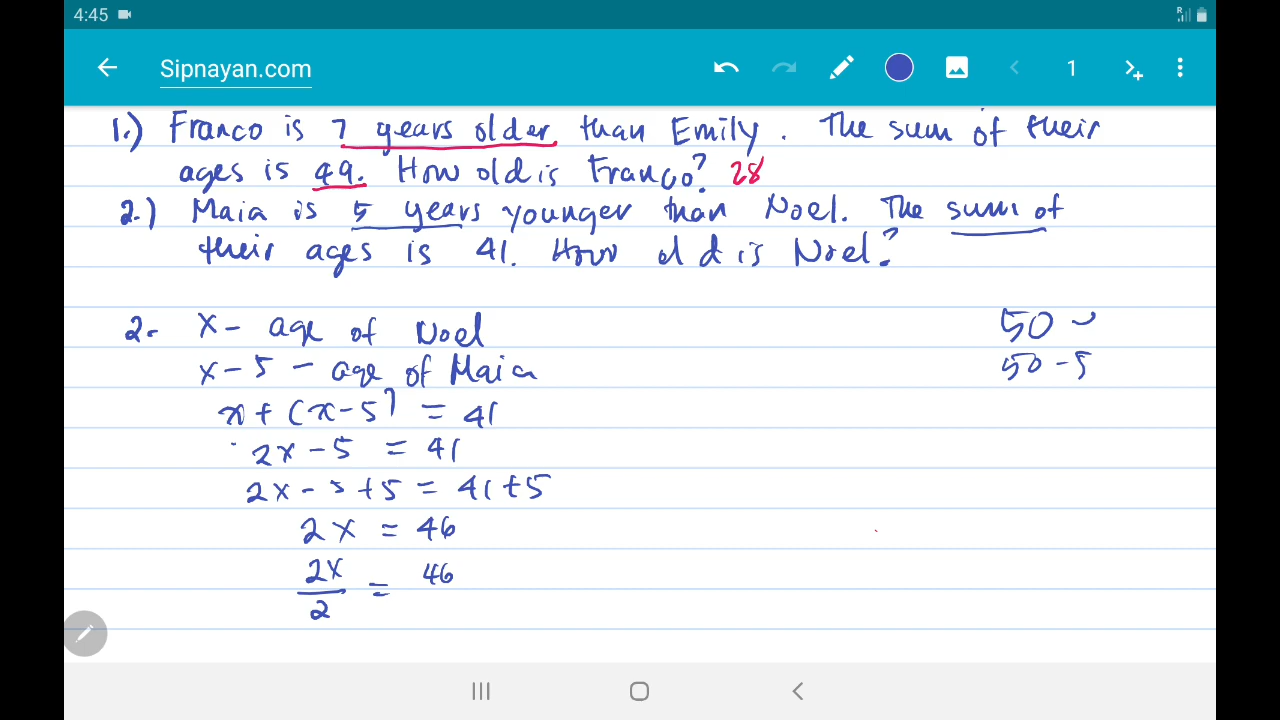 4:45
R
Sipnayan.com
1
1.) Franco is 7 years older than Emily. The sum of their
ages is 49. How old is Franco? 28
2.) Maia is 5 years younger than Noel. The sum of
their ages is 41. How old is Noel?
2. x - age of Noel
50
x - 5 - age of Maia
50 - 5
x + (x - 5) = 41
2x - 5 = 41
2x - 5 + 5 = 41 + 5
2x = 46
2x/2 = 46